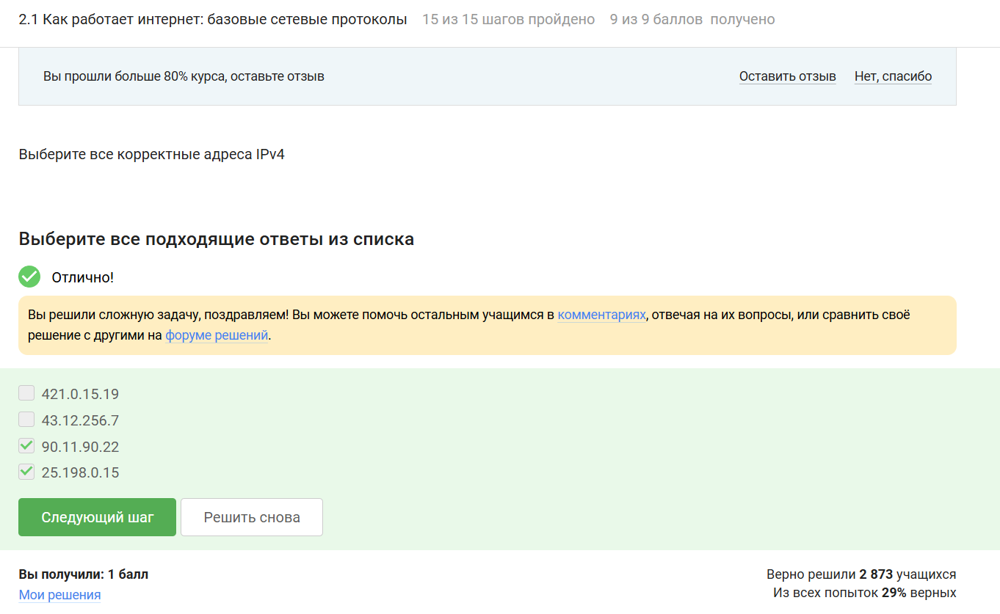 2.1 Как работает интернет: базовые сетевые протоколы 15 из 15 шагов пройдено 9 из 9 баллов получено
Вы прошли больше 80% курса, оставьте отзыв Оставить отзыв Нет, спасибо
Выберите все корректные адреса IPv4
Выберите все подходящие ответы из списка
Отлично!
Вы решили сложную задачу, поздравляем! Вы можете помочь остальным учащимся в комментариях, отвечая на их вопросы, или сравнить своё
решение с другими на форуме решений.
421.0.15.19
43.12.256.7
90.11.90.22
25.198.0.15
Следующий шаг Решить снова
Вы получили: 1 балл Верно решили 2 873 учащихся
Мои решения Из всех попыток 29% верных